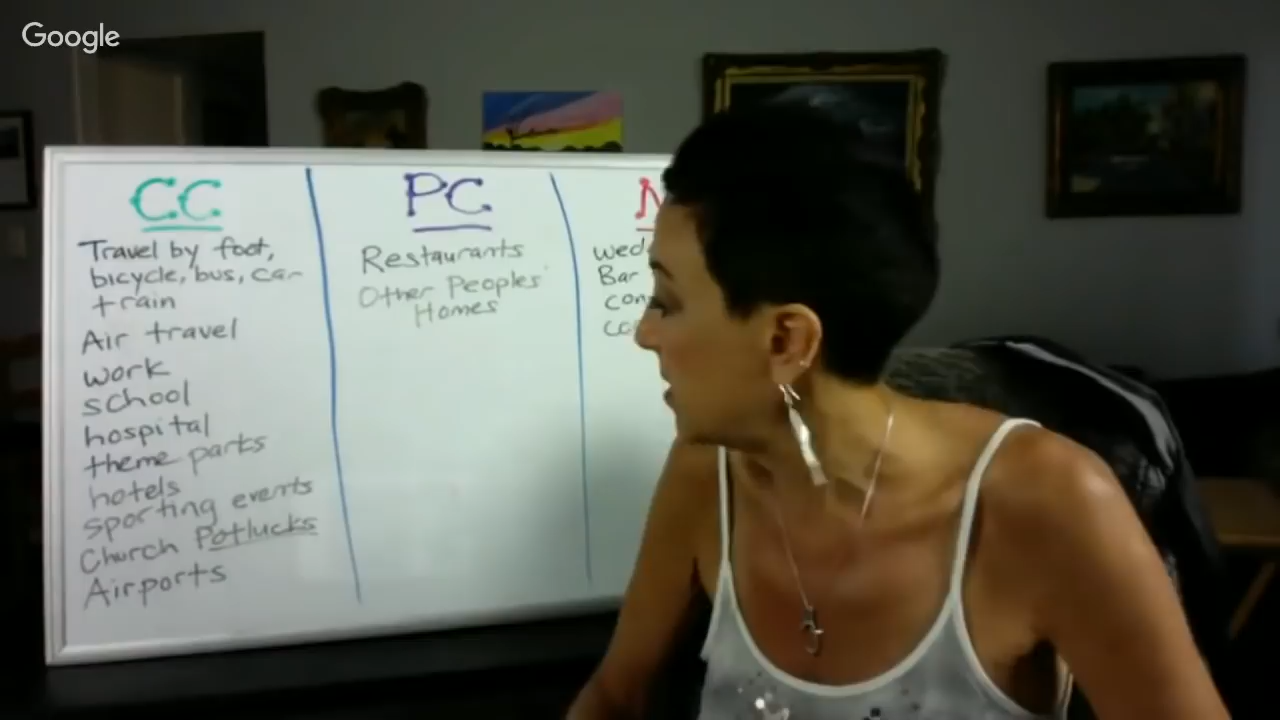 Google
CC
Travel by foot,
bicycle, bus, car
train
Air travel
work
school
hospital
theme parks
hotels
sporting events
Church Potlucks
Airports
PC
Restaurants
Other Peoples'
Homes
Bar